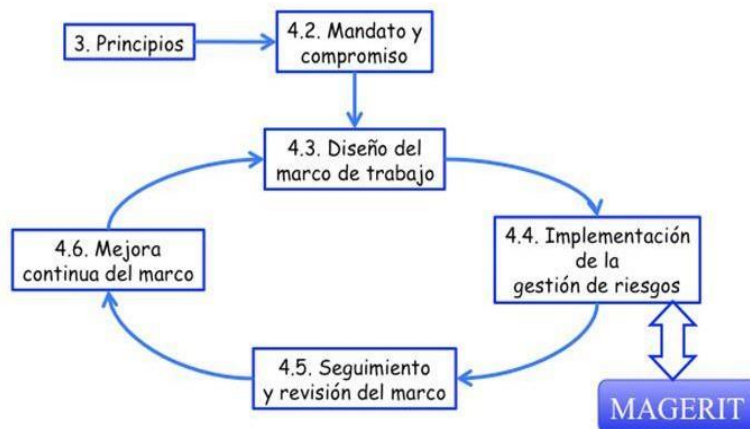 3. Principios
4.2. Mandato y
compromiso
4.3. Diseño del
marco de trabajo
4.6. Mejora
continua del marco
4.4. Implementación
de la
gestión de riesgos
4.5. Seguimiento
y revisión del marco
MAGERIT